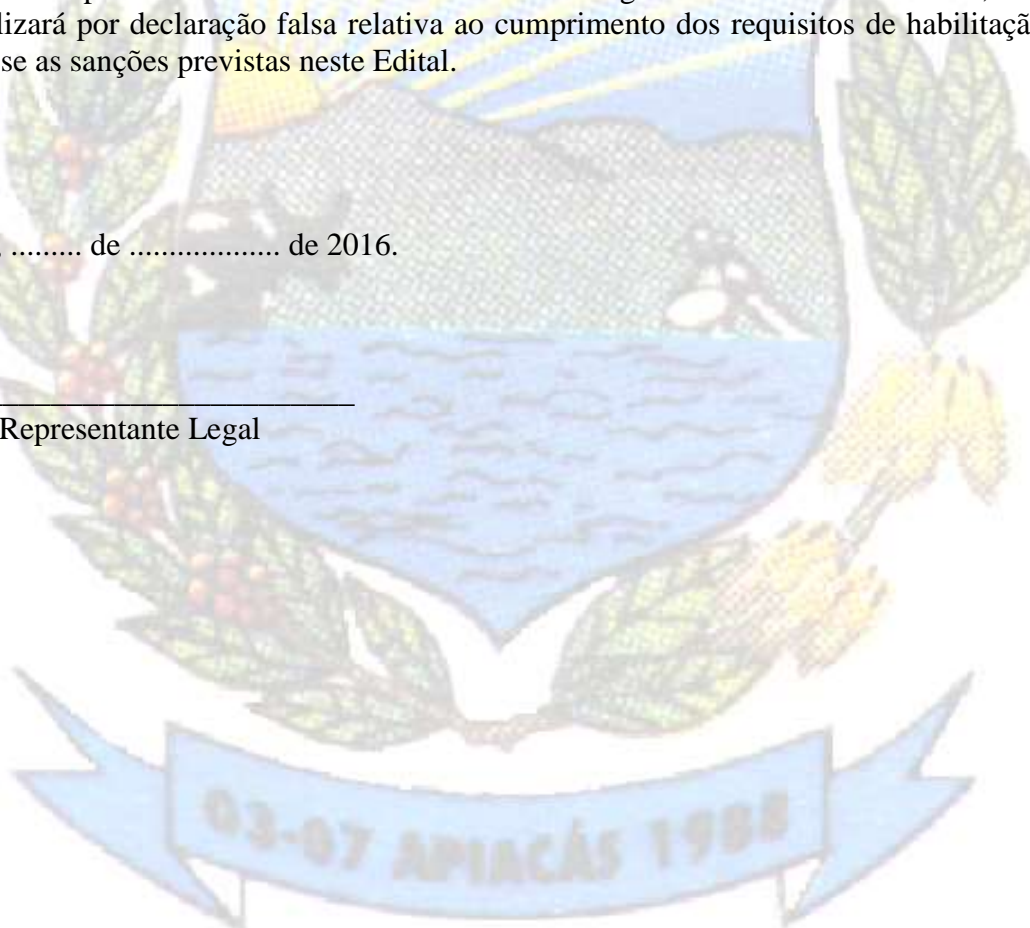 lizará por declaração falsa relativa ao cumprimento dos requisitos de habilitaçã
se as sanções previstas neste Edital.
, ......... de ................... de 2016.
______________________
Representante Legal
03-07 APIACÁS 1988